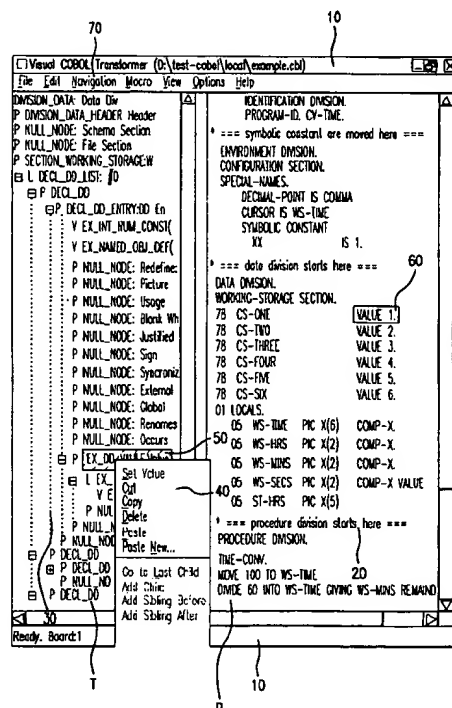 70
10
Visual COBOL Transformer (D:\test-cobol\local\example.cbl)
File Edit Navigation Macro View Options Help
DIVISION_DATA: Data Div
P DIVISION_DATA_HEADER Header
P NULL_NODE: Schema Section
P NULL_NODE: File Section
P SECTION_WORKING_STORAGE:W
L DECL_DD_LIST:
P DECL_DD
P DECL_DD_ENTRY:DD En
V EX_INT_NUM_CONST(
V EX_NAMED_OBJ_DEF(
P NULL_NODE: Redefine:
P NULL_NODE: Picture
P NULL_NODE: Usage
P NULL_NODE: Blank Wh
P NULL_NODE: Justified
P NULL_NODE: Sign
P NULL_NODE: Syncroniz
P NULL_NODE: External
P NULL_NODE: Global
P NULL_NODE: Renames
P NULL_NODE: Occurs
P EX_DD_VALUE
L EX_
V E
P NUL
P NULL_N
P NULL_NOD
P DECL_DD
P DECL_DD
P NULL_NO
P DECL_DD
50
Set Value
Cut
Copy
Delete
Paste
Paste New...
Go to Last Child
Add Child
Add Sibling Before
Add Sibling After
40
IDENTIFICATION DIVISION.
PROGRAM-ID. CY-TIME.
* === symbolic constant are moved here ===
ENVIRONMENT DIVISION.
CONFIGURATION SECTION.
SPECIAL-NAMES.
DECIMAL-POINT IS COMMA
CURSOR IS WS-TIME
SYMBOLIC CONSTANT
XX IS 1.
* === data division starts here ===
60
DATA DIVISION.
WORKING-STORAGE SECTION.
78 CS-ONE VALUE 1.
78 CS-TWO VALUE 2.
78 CS-THREE VALUE 3.
78 CS-FOUR VALUE 4.
78 CS-FIVE VALUE 5.
78 CS-SIX VALUE 6.
01 LOCALS.
05 WS-TIME PIC X(6) COMP-X.
05 WS-HRS PIC X(2) COMP-X.
05 WS-MINS PIC X(2) COMP-X.
05 WS-SECS PIC X(2) COMP-X VALUE
05 ST-HRS PIC X(5)
* === procedure division starts here ===
PROCEDURE DIVISION.
20
TIME-CONV.
MOVE 100 TO WS-TIME
DIVIDE 60 INTO WS-TIME GIVING WS-MINS REMAIND
30
Ready. Board:1
T
10